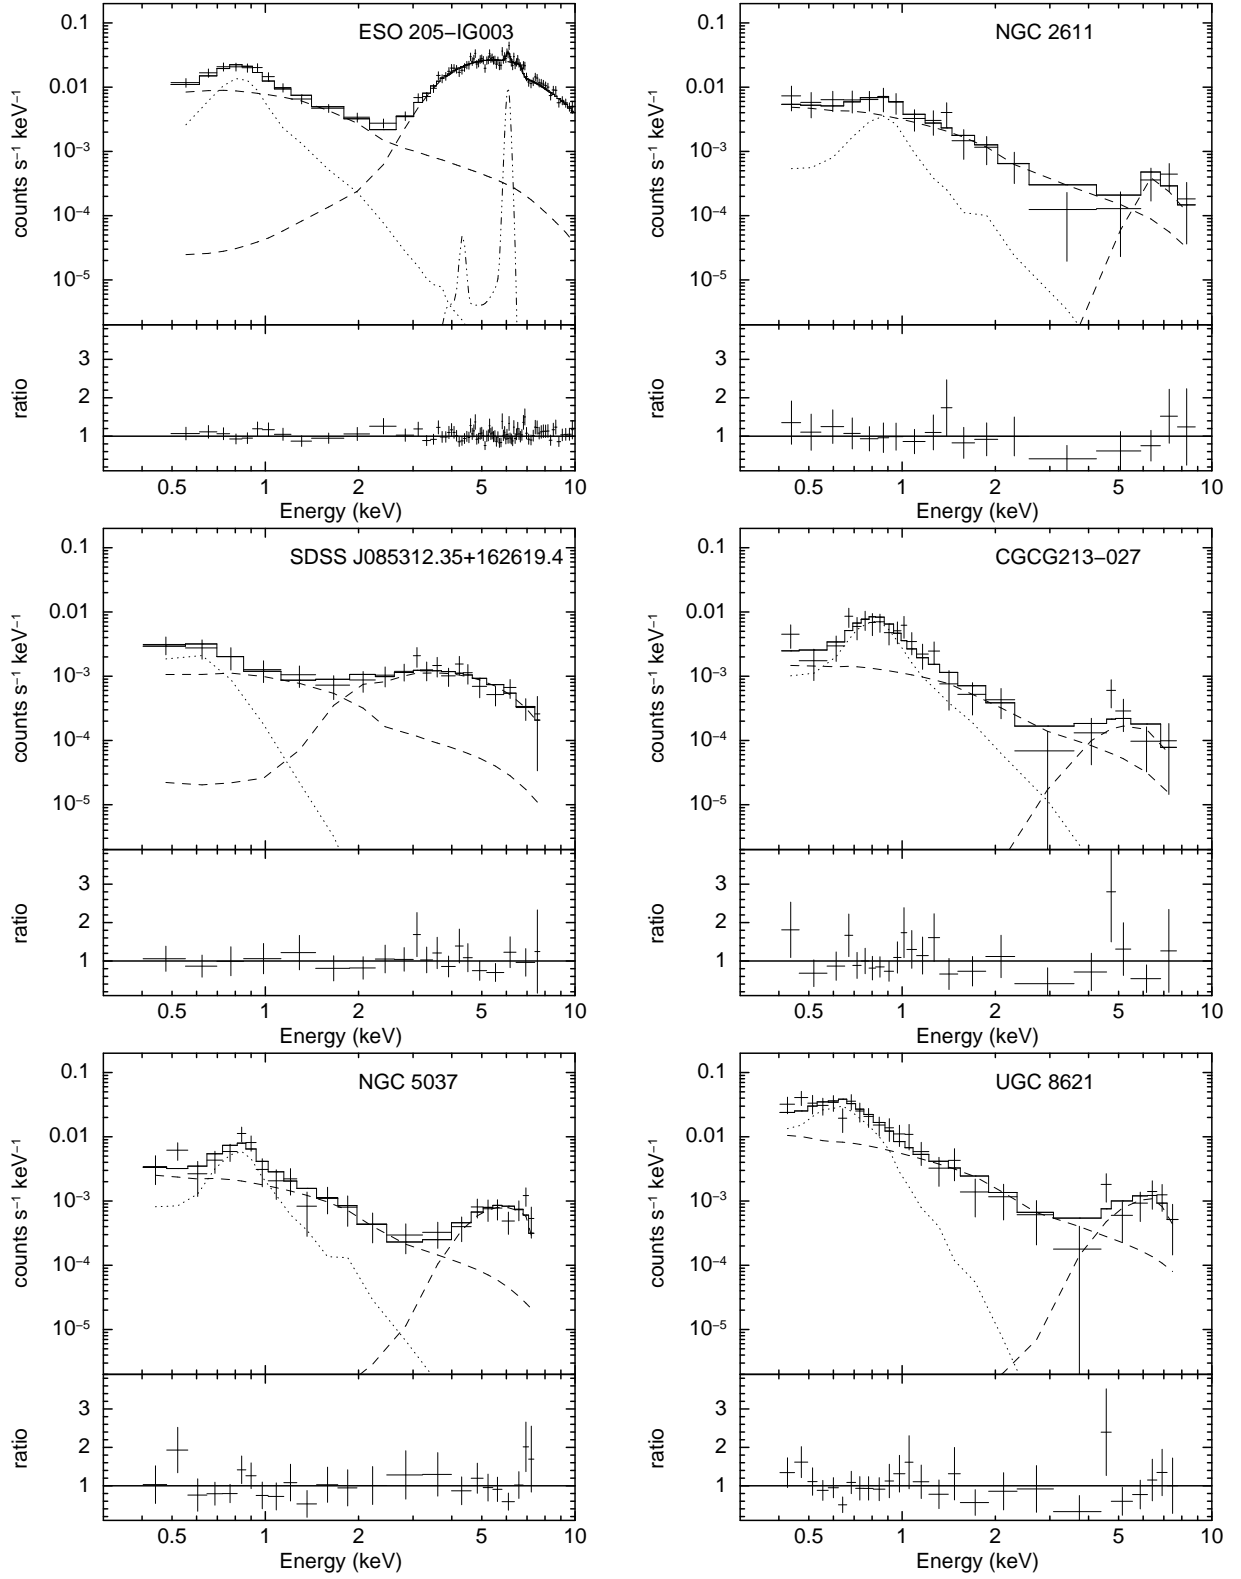 ESO 205−IG003
0.1
0.01
10⁻³
10⁻⁴
10⁻⁵
counts s⁻¹ keV⁻¹
3
2
1
ratio
0.5 1 2 5 10
Energy (keV)
NGC 2611
0.1
0.01
10⁻³
10⁻⁴
10⁻⁵
counts s⁻¹ keV⁻¹
3
2
1
ratio
0.5 1 2 5 10
Energy (keV)
SDSS J085312.35+162619.4
0.1
0.01
10⁻³
10⁻⁴
10⁻⁵
counts s⁻¹ keV⁻¹
3
2
1
ratio
0.5 1 2 5 10
Energy (keV)
CGCG213−027
0.1
0.01
10⁻³
10⁻⁴
10⁻⁵
counts s⁻¹ keV⁻¹
3
2
1
ratio
0.5 1 2 5 10
Energy (keV)
NGC 5037
0.1
0.01
10⁻³
10⁻⁴
10⁻⁵
counts s⁻¹ keV⁻¹
3
2
1
ratio
0.5 1 2 5 10
Energy (keV)
UGC 8621
0.1
0.01
10⁻³
10⁻⁴
10⁻⁵
counts s⁻¹ keV⁻¹
3
2
1
ratio
0.5 1 2 5 10
Energy (keV)